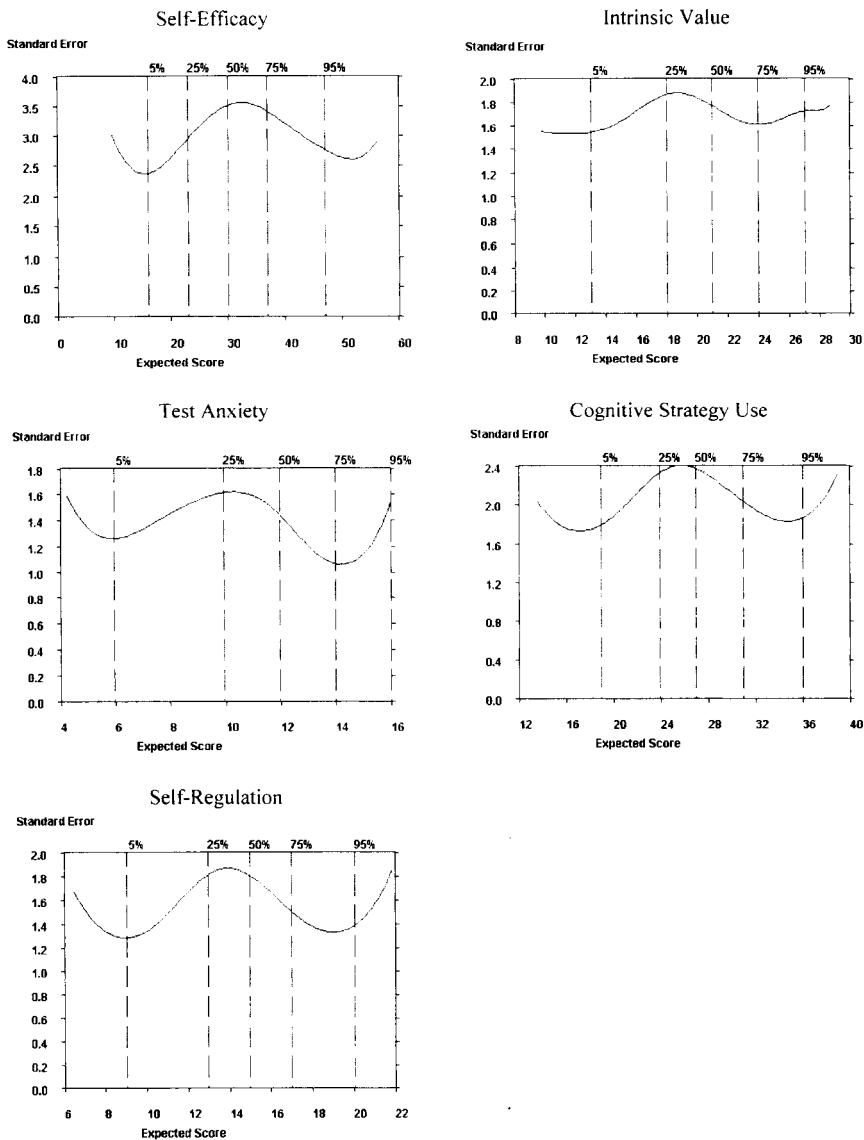 Self-Efficacy
Standard Error
5% 25% 50% 75% 95%
4.0
3.5
3.0
2.5
2.0
1.5
1.0
0.5
0.0
0 10 20 30 40 50 60
Expected Score
Intrinsic Value
Standard Error
5% 25% 50% 75% 95%
2.0
1.8
1.6
1.4
1.2
1.0
0.8
0.6
0.4
0.2
0.0
8 10 12 14 16 18 20 22 24 26 28 30
Expected Score
Test Anxiety
Standard Error
5% 25% 50% 75% 95%
1.8
1.6
1.4
1.2
1.0
0.8
0.6
0.4
0.2
0.0
4 6 8 10 12 14 16
Expected Score
Cognitive Strategy Use
Standard Error
5% 25% 50% 75% 95%
2.4
2.0
1.6
1.2
0.8
0.4
0.0
12 16 20 24 28 32 36 40
Expected Score
Self-Regulation
Standard Error
5% 25% 50% 75% 95%
2.0
1.8
1.6
1.4
1.2
1.0
0.8
0.6
0.4
0.2
0.0
6 8 10 12 14 16 18 20 22
Expected Score